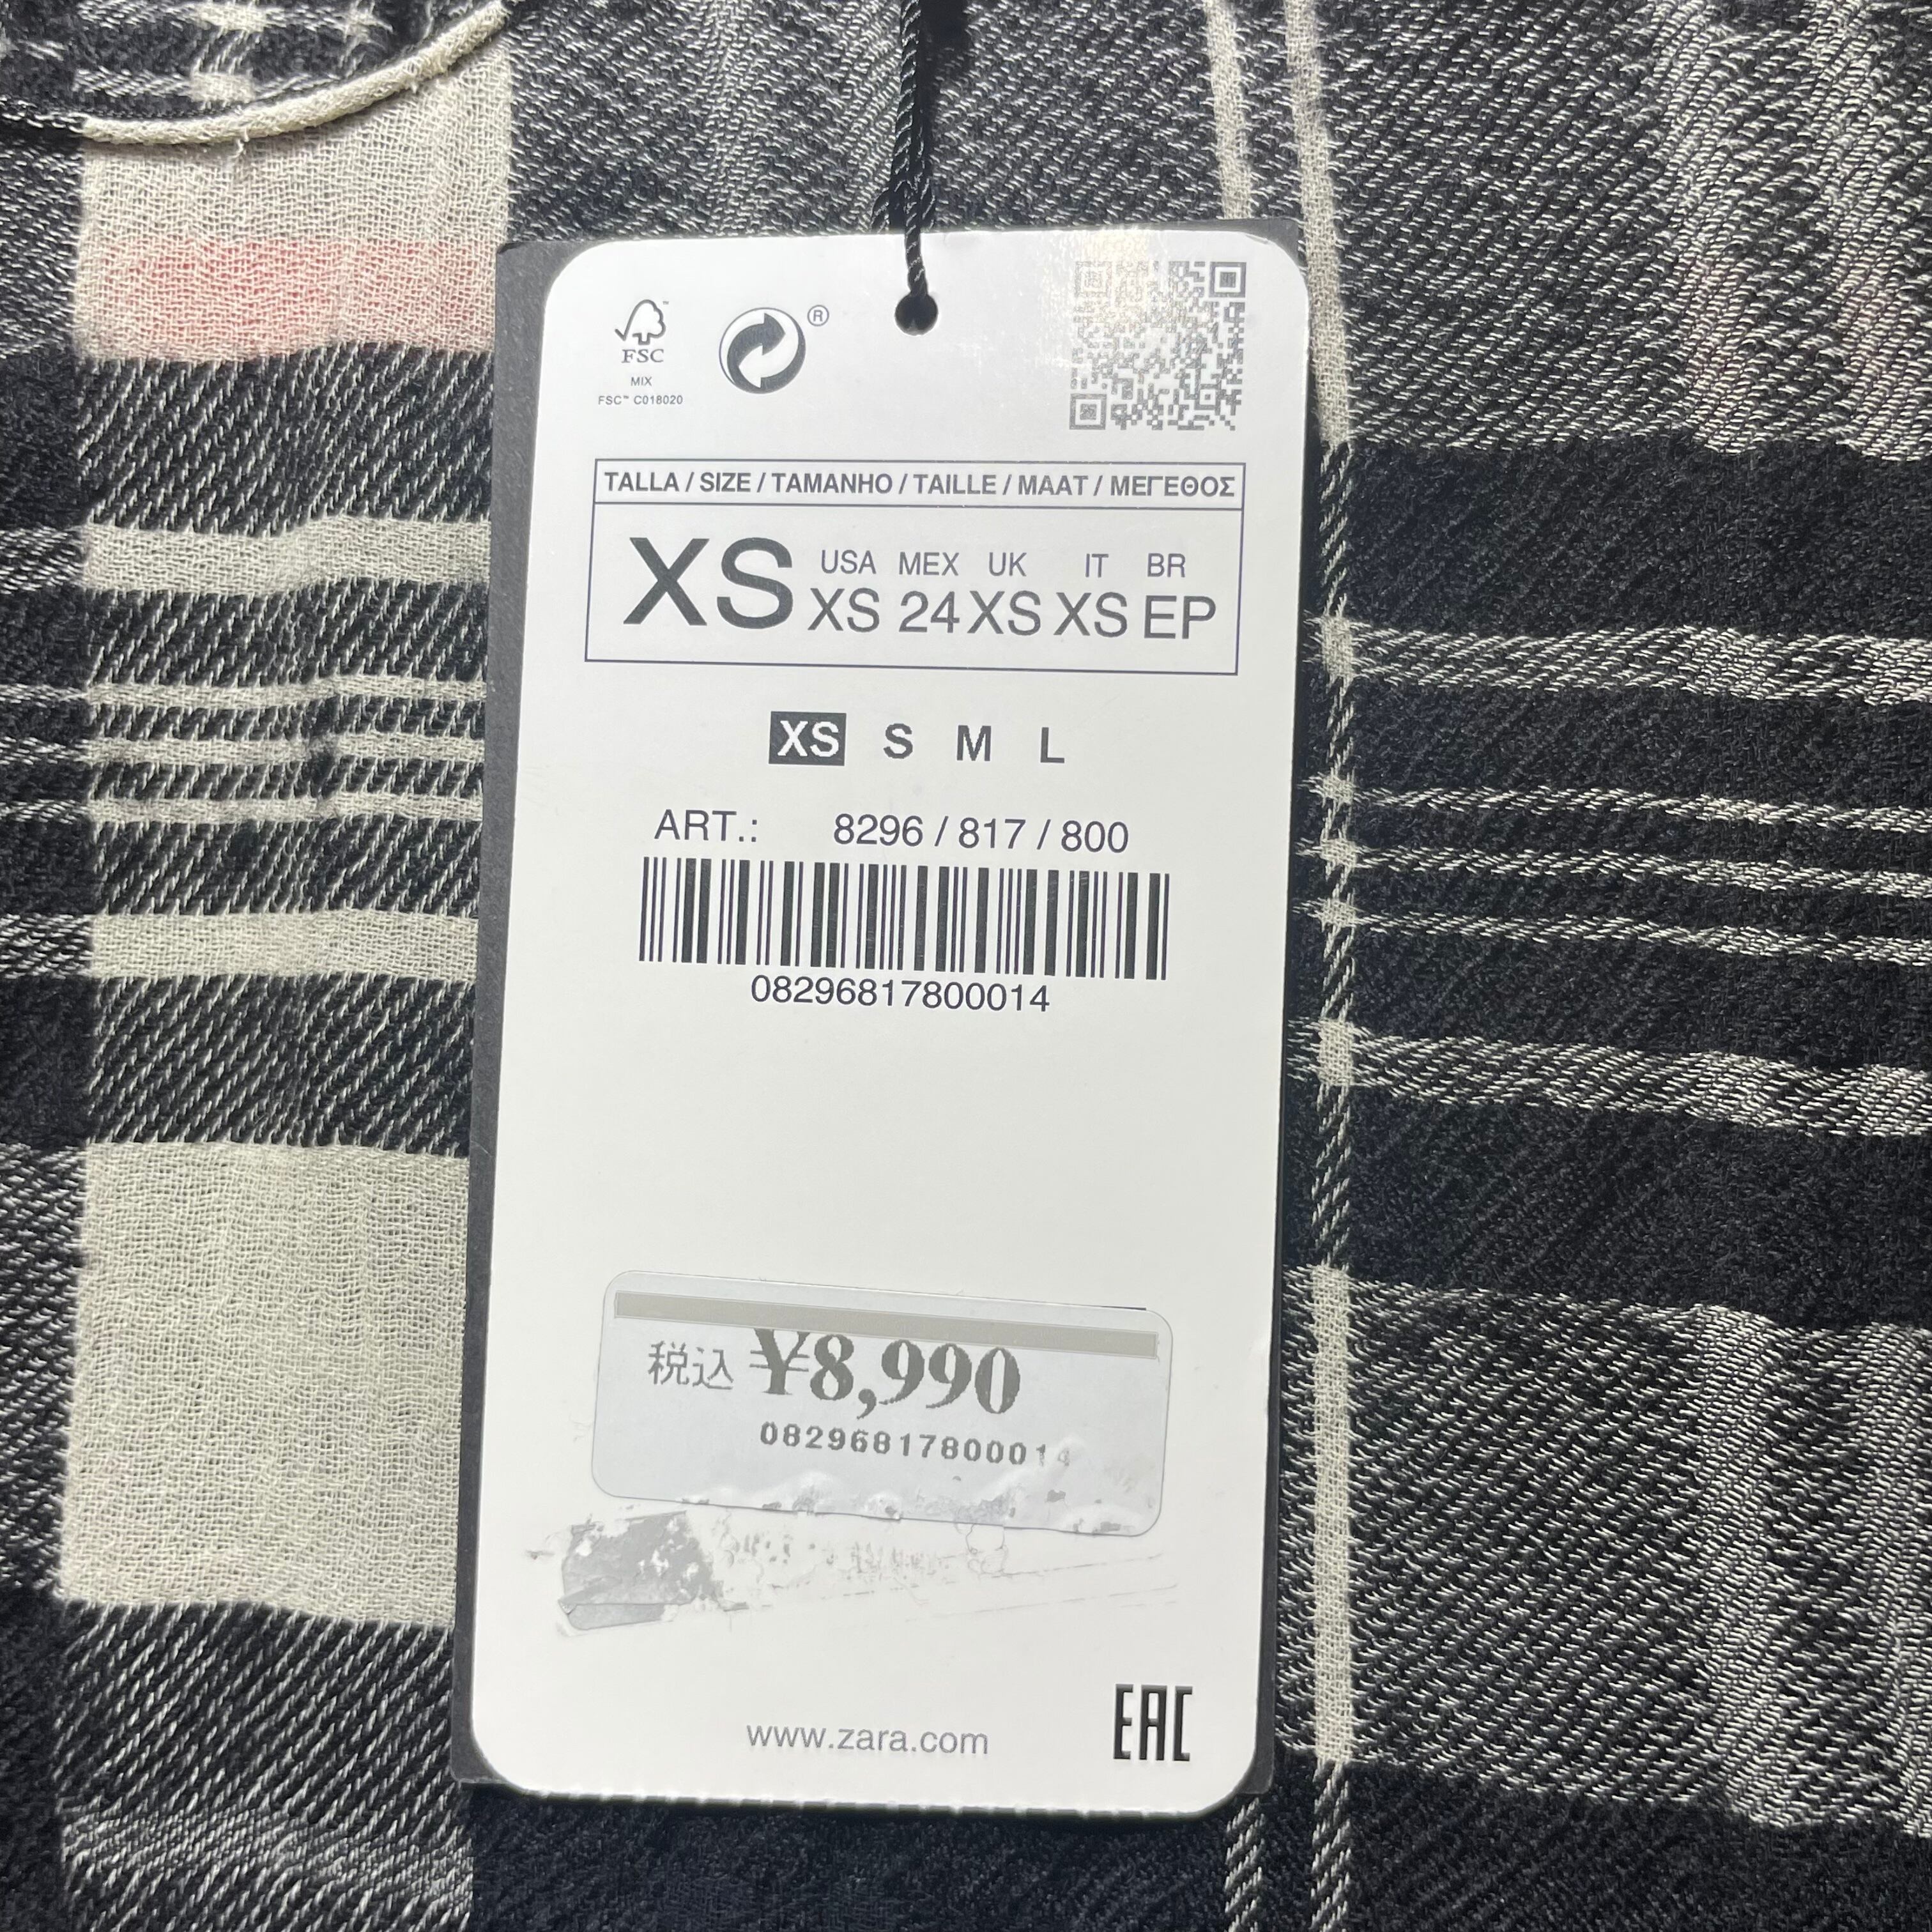 FSC™
MIX
FSC™ C018020
®
TALLA / SIZE / TAMANHO / TAILLE / MAAT / ΜΕΓΕΘΟΣ
XS
USA MEX UK IT BR
XS 24 XS XS EP
XS S M L
ART.: 8296 / 817 / 800
08296817800014
税込 ¥8,990
08296817800014
www.zara.com
EAC